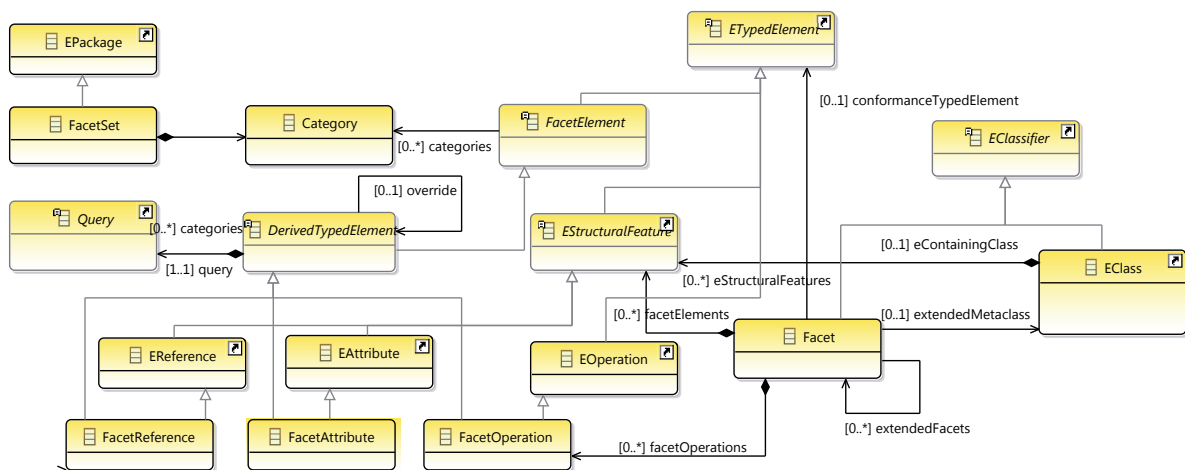 ETypedElement
EPackage
[0..1] conformanceTypedElement
FacetSet
Category
FacetElement
EClassifier
[0..*] categories
[0..1] override
Query
[0..*] categories
DerivedTypedElement
EStructuralFeature
[0..1] eContainingClass
[1..1] query
EClass
[0..*] eStructuralFeatures
[0..*] facetElements
[0..1] extendedMetaclass
Facet
EReference
EAttribute
EOperation
[0..*] extendedFacets
FacetReference
FacetAttribute
FacetOperation
[0..*] facetOperations